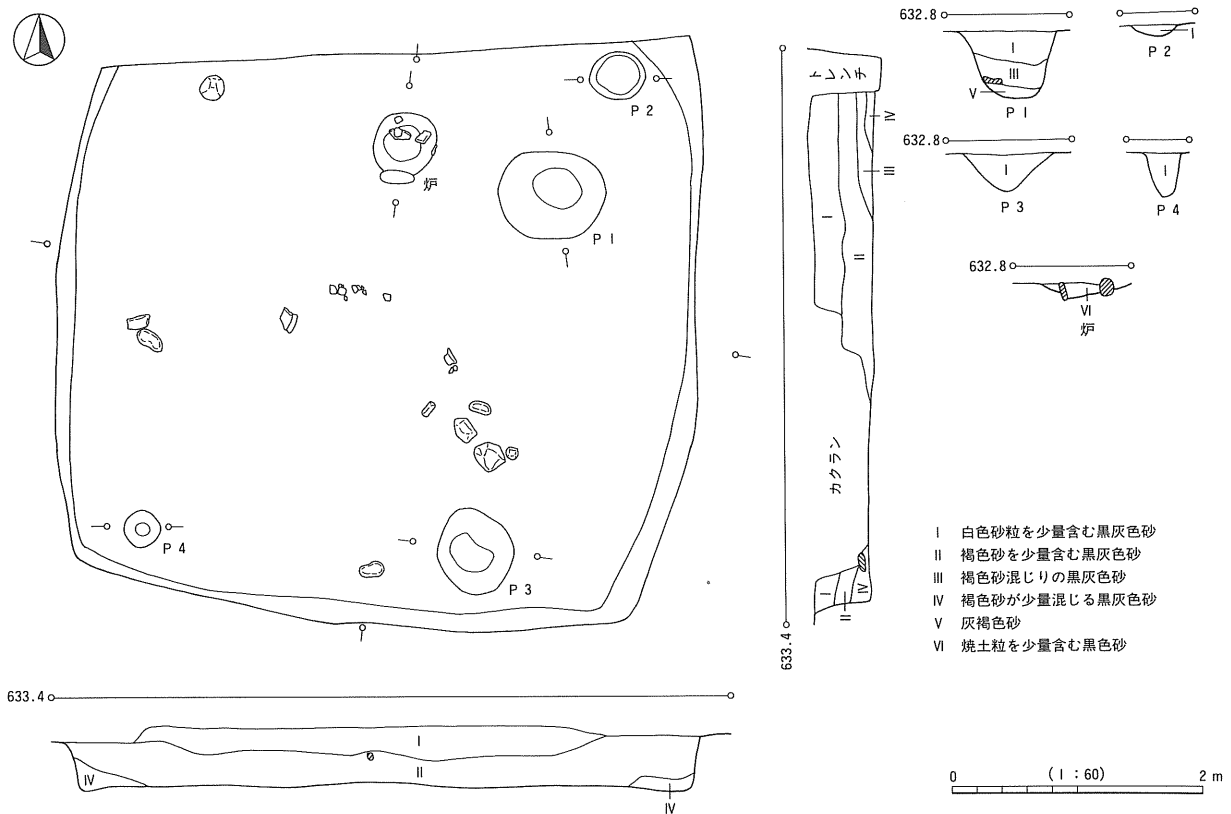 632.8
I
III
V
P 1
I
P 2
632.8
I
P 3
I
P 4
632.8
VI
炉
P 2
炉
P 1
P 4
P 3
トレンチ
IV
III
I
II
カクラン
I
II
IV
633.4
I 白色砂粒を少量含む黒灰色砂
II 褐色砂を少量含む黒灰色砂
III 褐色砂混じりの黒灰色砂
IV 褐色砂が少量混じる黒灰色砂
V 灰褐色砂
VI 焼土粒を少量含む黒色砂
633.4
I
II
IV
IV
0 (1 : 60) 2 m